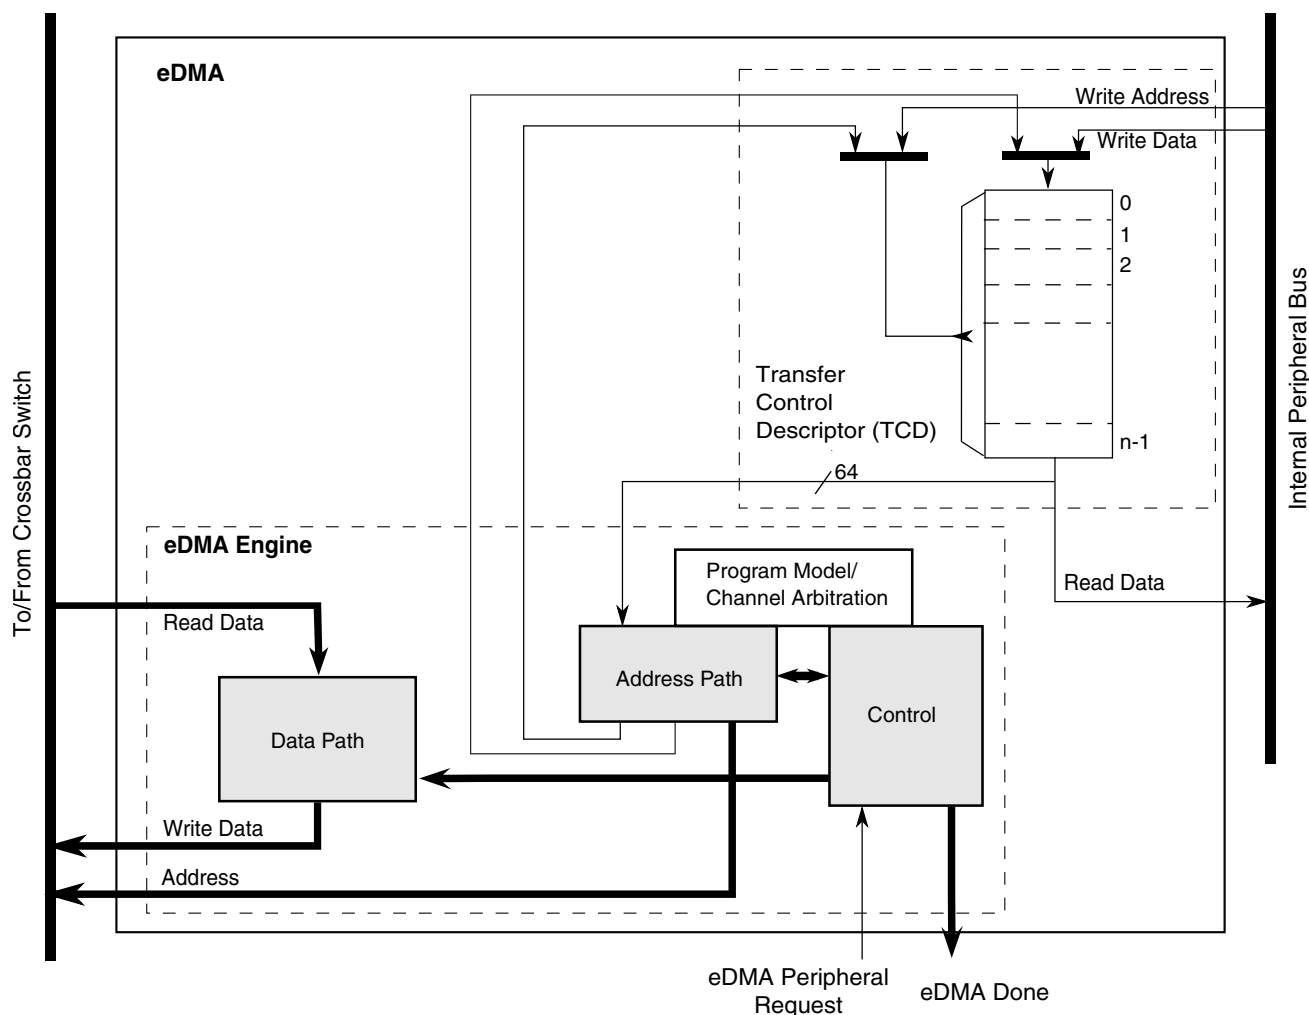 eDMA
Write Address
Write Data
0
1
2
n-1
Transfer
Control
Descriptor (TCD)
64
To/From Crossbar Switch
Internal Peripheral Bus
eDMA Engine
Program Model/
Channel Arbitration
Read Data
Read Data
Address Path
Control
Data Path
Write Data
Address
eDMA Peripheral
Request
eDMA Done